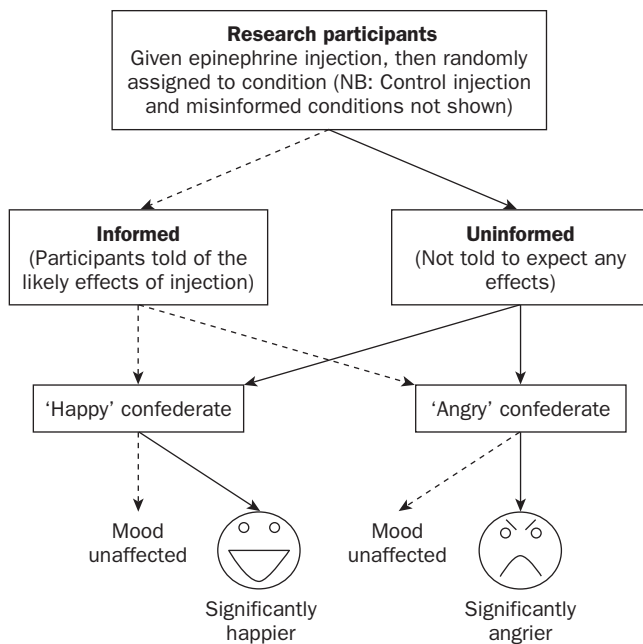 Research participants
Given epinephrine injection, then randomly
assigned to condition (NB: Control injection
and misinformed conditions not shown)
Informed
(Participants told of the
likely effects of injection)
Uninformed
(Not told to expect any
effects)
‘Happy’ confederate
‘Angry’ confederate
Mood
unaffected
Significantly
happier
Mood
unaffected
Significantly
angrier